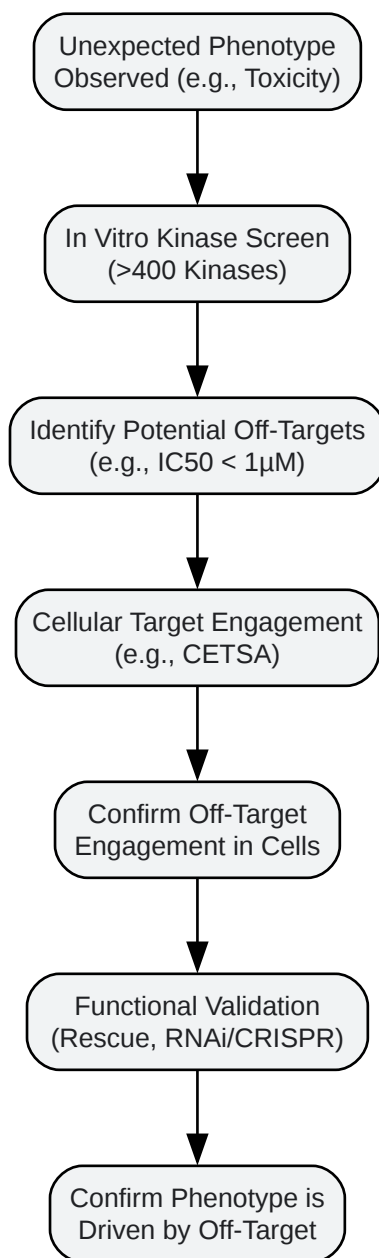 Unexpected Phenotype
Observed (e.g., Toxicity)
In Vitro Kinase Screen
(>400 Kinases)
Identify Potential Off-Targets
(e.g., IC50 < 1µM)
Cellular Target Engagement
(e.g., CETSA)
Confirm Off-Target
Engagement in Cells
Functional Validation
(Rescue, RNAi/CRISPR)
Confirm Phenotype is
Driven by Off-Target